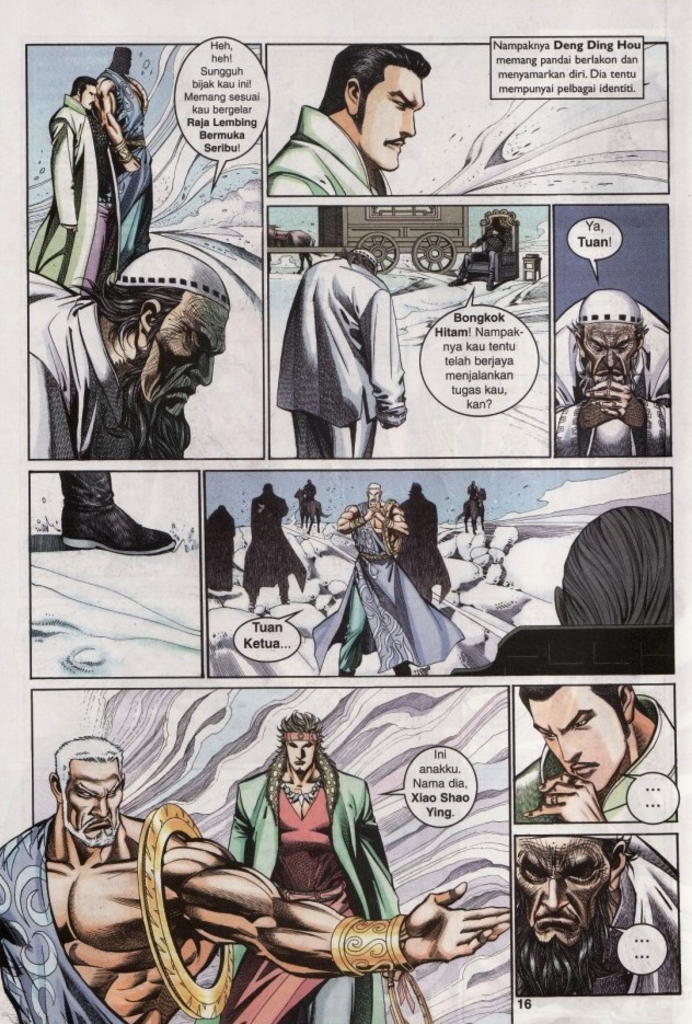 Heh,
heh!
Sungguh
bijak kau ini!
Memang sesuai
kau bergelar
Raja Lembing
Bermuka
Seribu!
Nampaknya Deng Ding Hou
memang pandai berlakon dan
menyamarkan diri. Dia tentu
mempunyai pelbagai identiti.
Bongkok
Hitam! Nampak-
nya kau tentu
telah berjaya
menjalankan
tugas kau,
kan?
Ya,
Tuan!
Tuan
Ketua...
Ini
anakku.
Nama dia,
Xiao Shao
Ying.
...
...
...
...
16